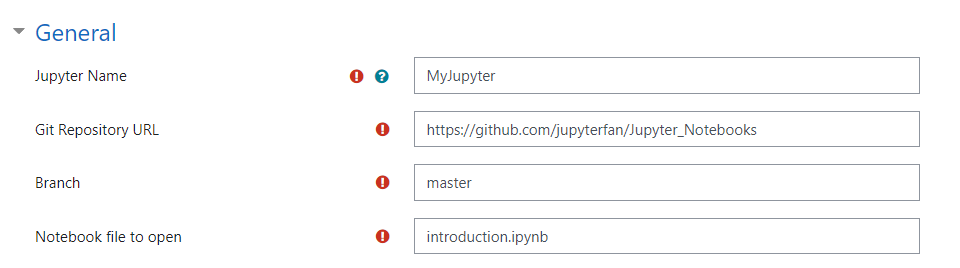 General
Jupyter Name ! ? MyJupyter
Git Repository URL ! https://github.com/jupyterfan/Jupyter_Notebooks
Branch ! master
Notebook file to open ! introduction.ipynb